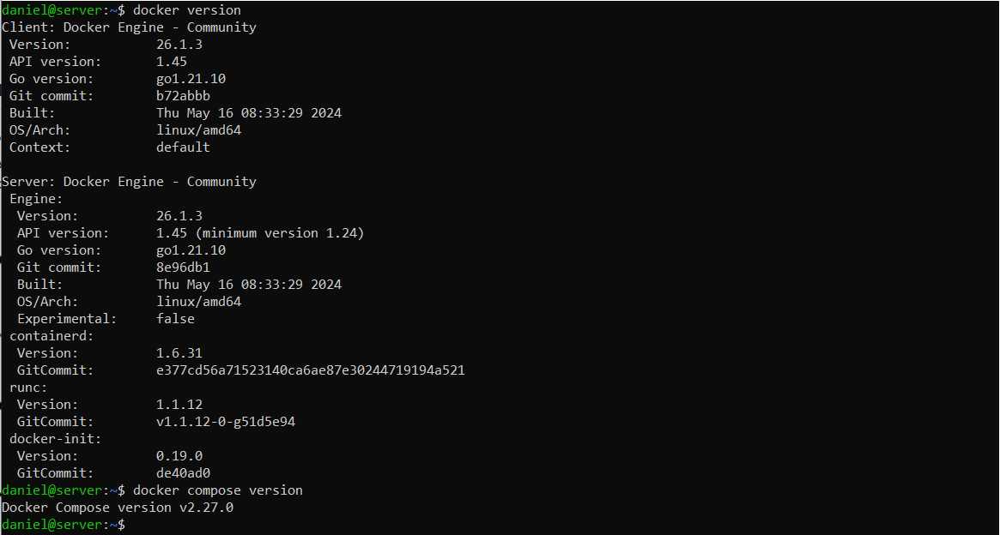 daniel@server:~$ docker version
Client: Docker Engine - Community
 Version:           26.1.3
 API version:       1.45
 Go version:        go1.21.10
 Git commit:        b72abbb
 Built:             Thu May 16 08:33:29 2024
 OS/Arch:           linux/amd64
 Context:           default

Server: Docker Engine - Community
 Engine:
  Version:          26.1.3
  API version:      1.45 (minimum version 1.24)
  Go version:       go1.21.10
  Git commit:       8e96db1
  Built:            Thu May 16 08:33:29 2024
  OS/Arch:          linux/amd64
  Experimental:     false
 containerd:
  Version:          1.6.31
  GitCommit:        e377cd56a71523140ca6ae87e30244719194a521
 runc:
  Version:          1.1.12
  GitCommit:        v1.1.12-0-g51d5e94
 docker-init:
  Version:          0.19.0
  GitCommit:        de40ad0
daniel@server:~$ docker compose version
Docker Compose version v2.27.0
daniel@server:~$